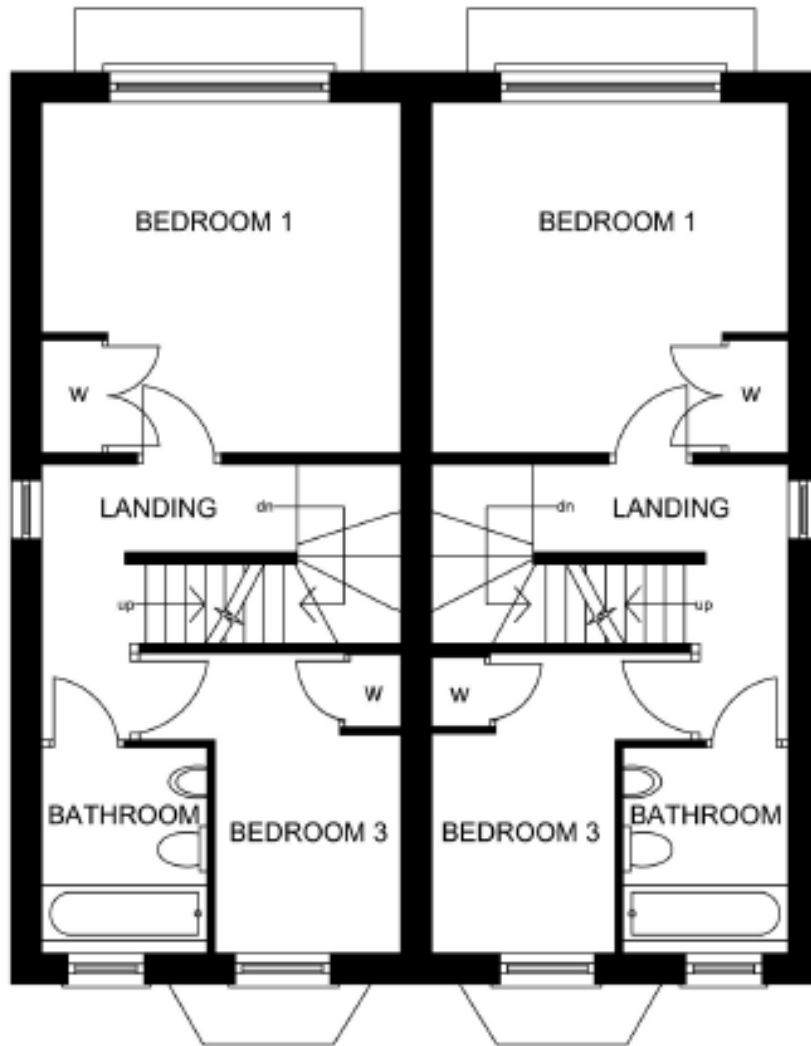 BEDROOM 1
BEDROOM 1
W
W
LANDING
dn
dn
LANDING
up
up
W
W
BATHROOM
BEDROOM 3
BEDROOM 3
BATHROOM